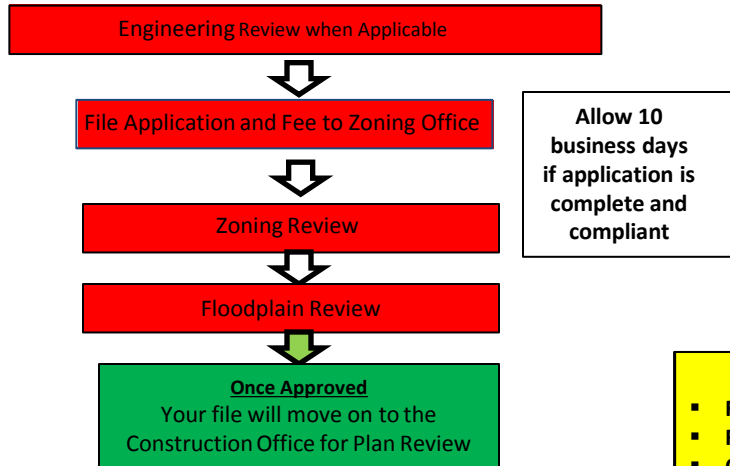 Engineering Review when Applicable
File Application and Fee to Zoning Office
Allow 10
business days
if application is
complete and
compliant
Zoning Review
Floodplain Review
Once Approved
Your file will move on to the
Construction Office for Plan Review